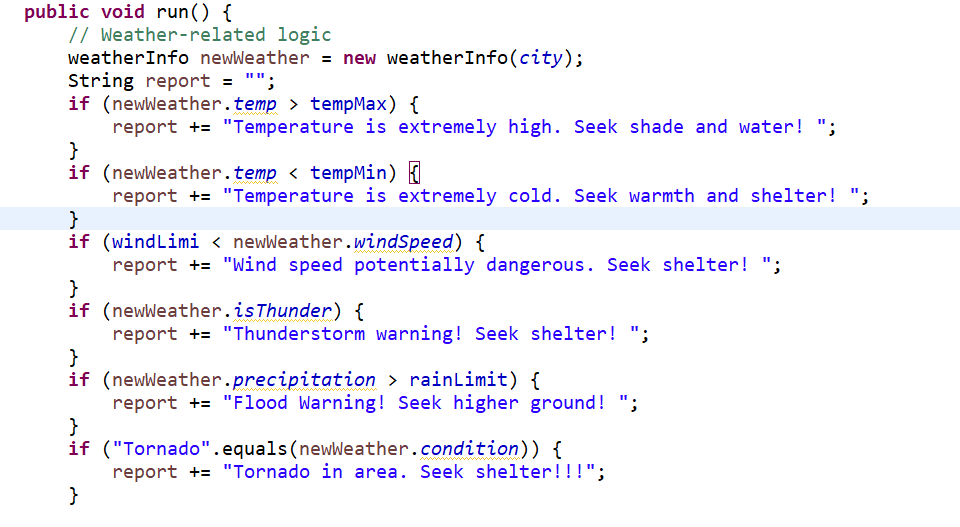 public void run() {
    // Weather-related logic
    weatherInfo newWeather = new weatherInfo(city);
    String report = "";
    if (newWeather.temp > tempMax) {
        report += "Temperature is extremely high. Seek shade and water! ";
    }
    if (newWeather.temp < tempMin) {
        report += "Temperature is extremely cold. Seek warmth and shelter! ";
    }
    if (windLimi < newWeather.windSpeed) {
        report += "Wind speed potentially dangerous. Seek shelter! ";
    }
    if (newWeather.isThunder) {
        report += "Thunderstorm warning! Seek shelter! ";
    }
    if (newWeather.precipitation > rainLimit) {
        report += "Flood Warning! Seek higher ground! ";
    }
    if ("Tornado".equals(newWeather.condition)) {
        report += "Tornado in area. Seek shelter!!!";
    }